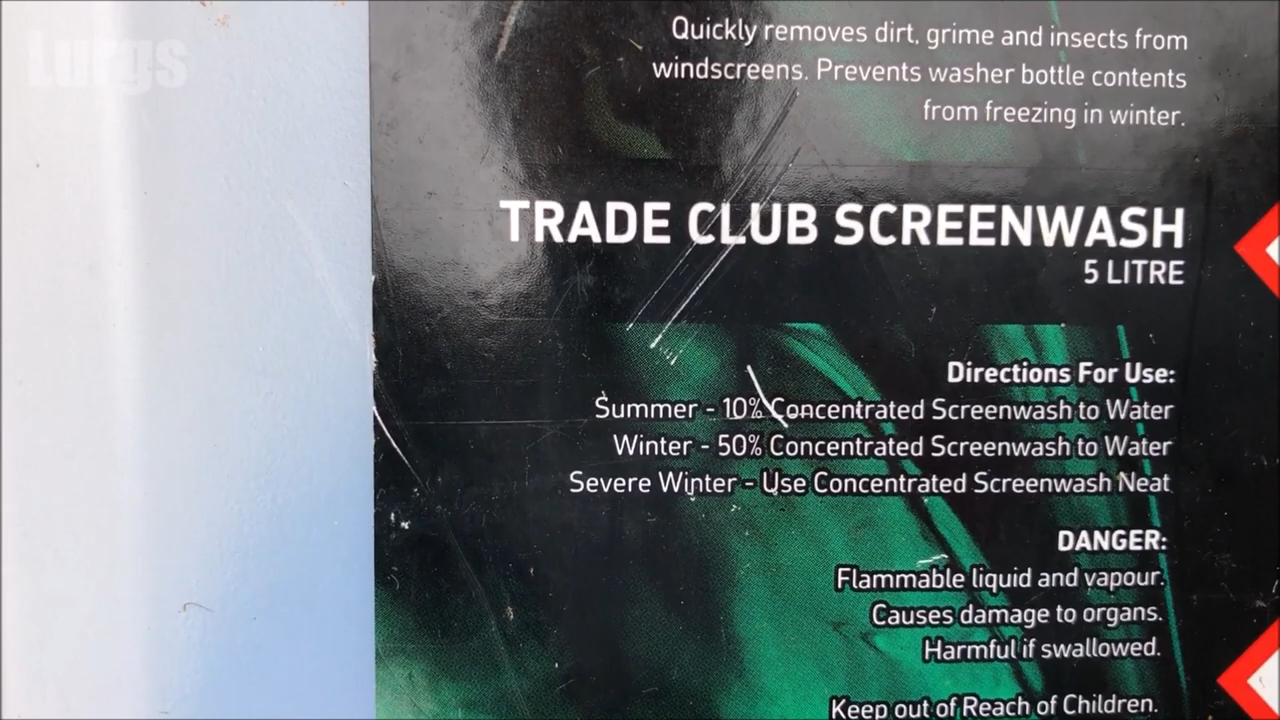 Lurgs
Quickly removes dirt, grime and insects from
windscreens. Prevents washer bottle contents
from freezing in winter.
TRADE CLUB SCREENWASH
5 LITRE
Directions For Use:
Summer - 10% Concentrated Screenwash to Water
Winter - 50% Concentrated Screenwash to Water
Severe Winter - Use Concentrated Screenwash Neat
DANGER:
Flammable liquid and vapour.
Causes damage to organs.
Harmful if swallowed.
Keep out of Reach of Children.